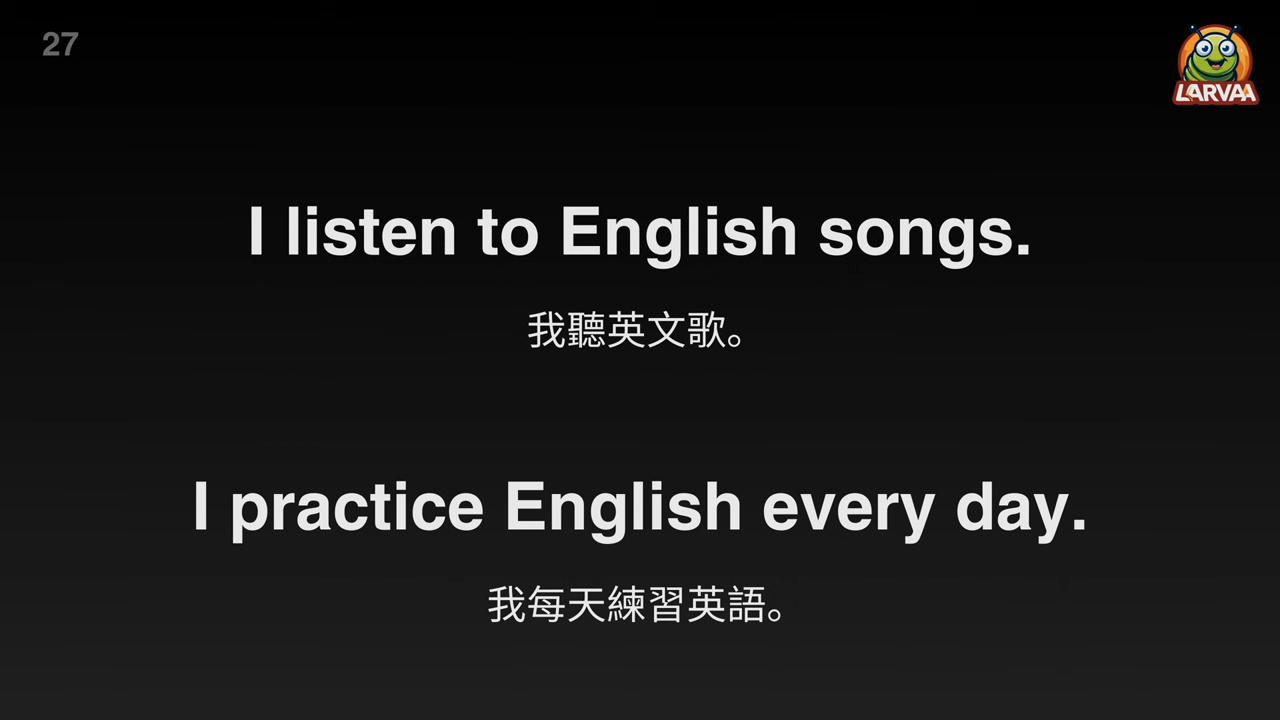 27
LARVAA
I listen to English songs.
我聽英文歌。
I practice English every day.
我每天練習英語。